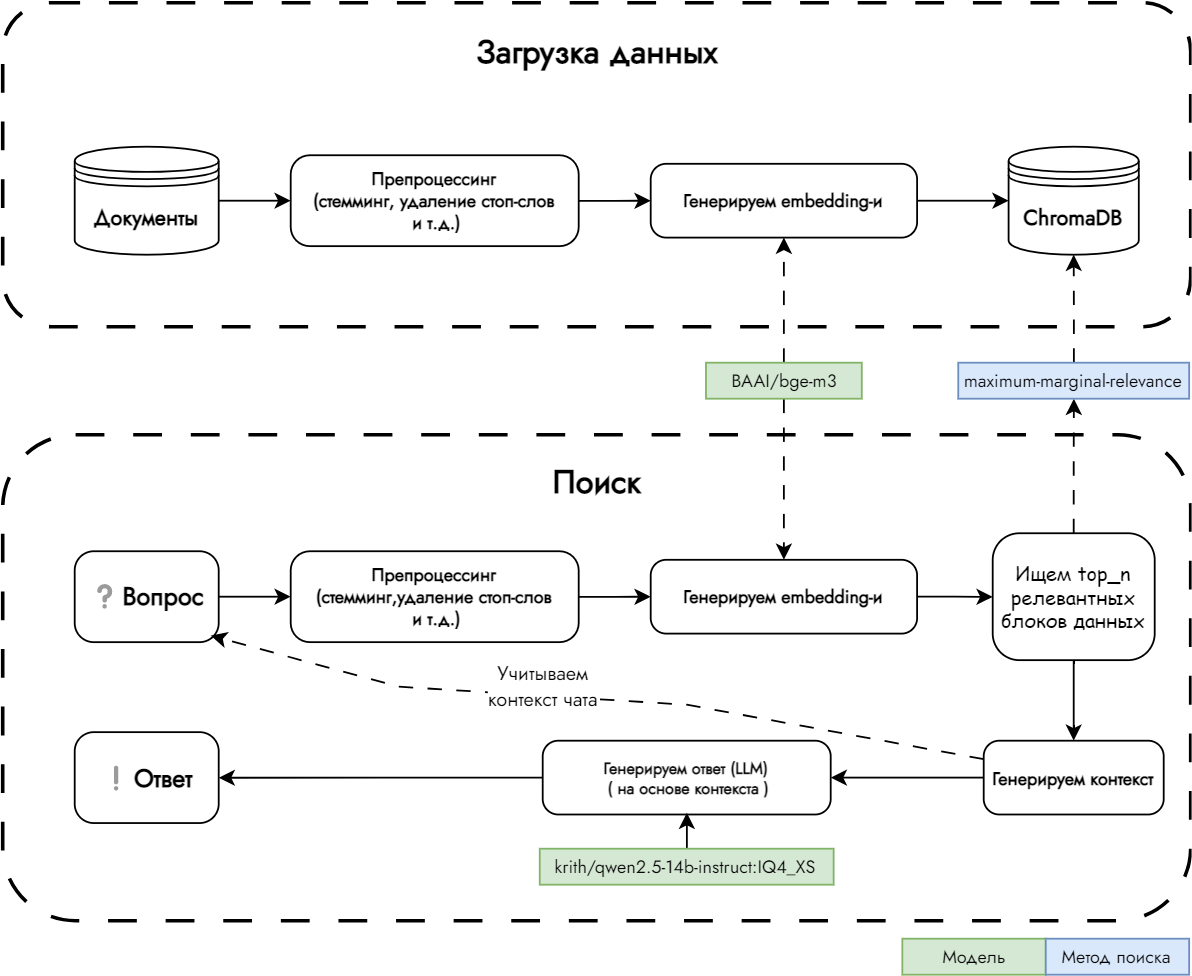 Загрузка данных
Документы
Препроцессинг
(стемминг, удаление стоп-слов
и т.д.)
Генерируем embedding-и
ChromaDB
BAAI/bge-m3
maximum-marginal-relevance
Поиск
? Вопрос
Препроцессинг
(стемминг,удаление стоп-слов
и т.д.)
Генерируем embedding-и
Ищем top_n
релевантных
блоков данных
Учитываем
контекст чата
! Ответ
Генерируем ответ (LLM)
( на основе контекста )
Генерируем контекст
krith/qwen2.5-14b-instruct:IQ4_XS
Модель
Метод поиска